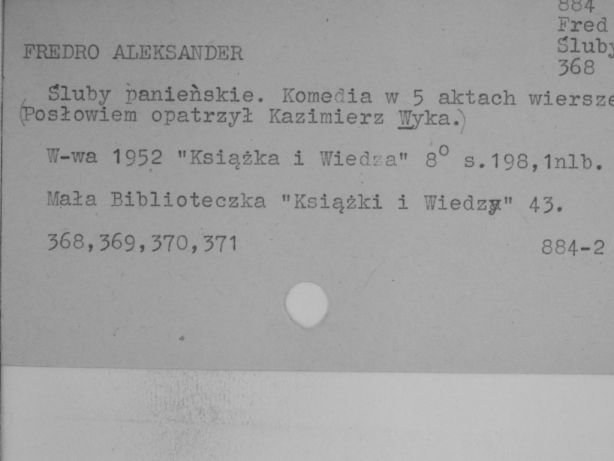 884
Fred
Śluby
368
FREDRO ALEKSANDER
Śluby panieńskie. Komedia w 5 aktach wiersze
(Posłowiem opatrzył Kazimierz Wyka.)
W-wa 1952 "Książka i Wiedza" 8° s.198,1nlb.
Mała Biblioteczka "Książki i Wiedzy" 43.
368,369,370,371
884-2